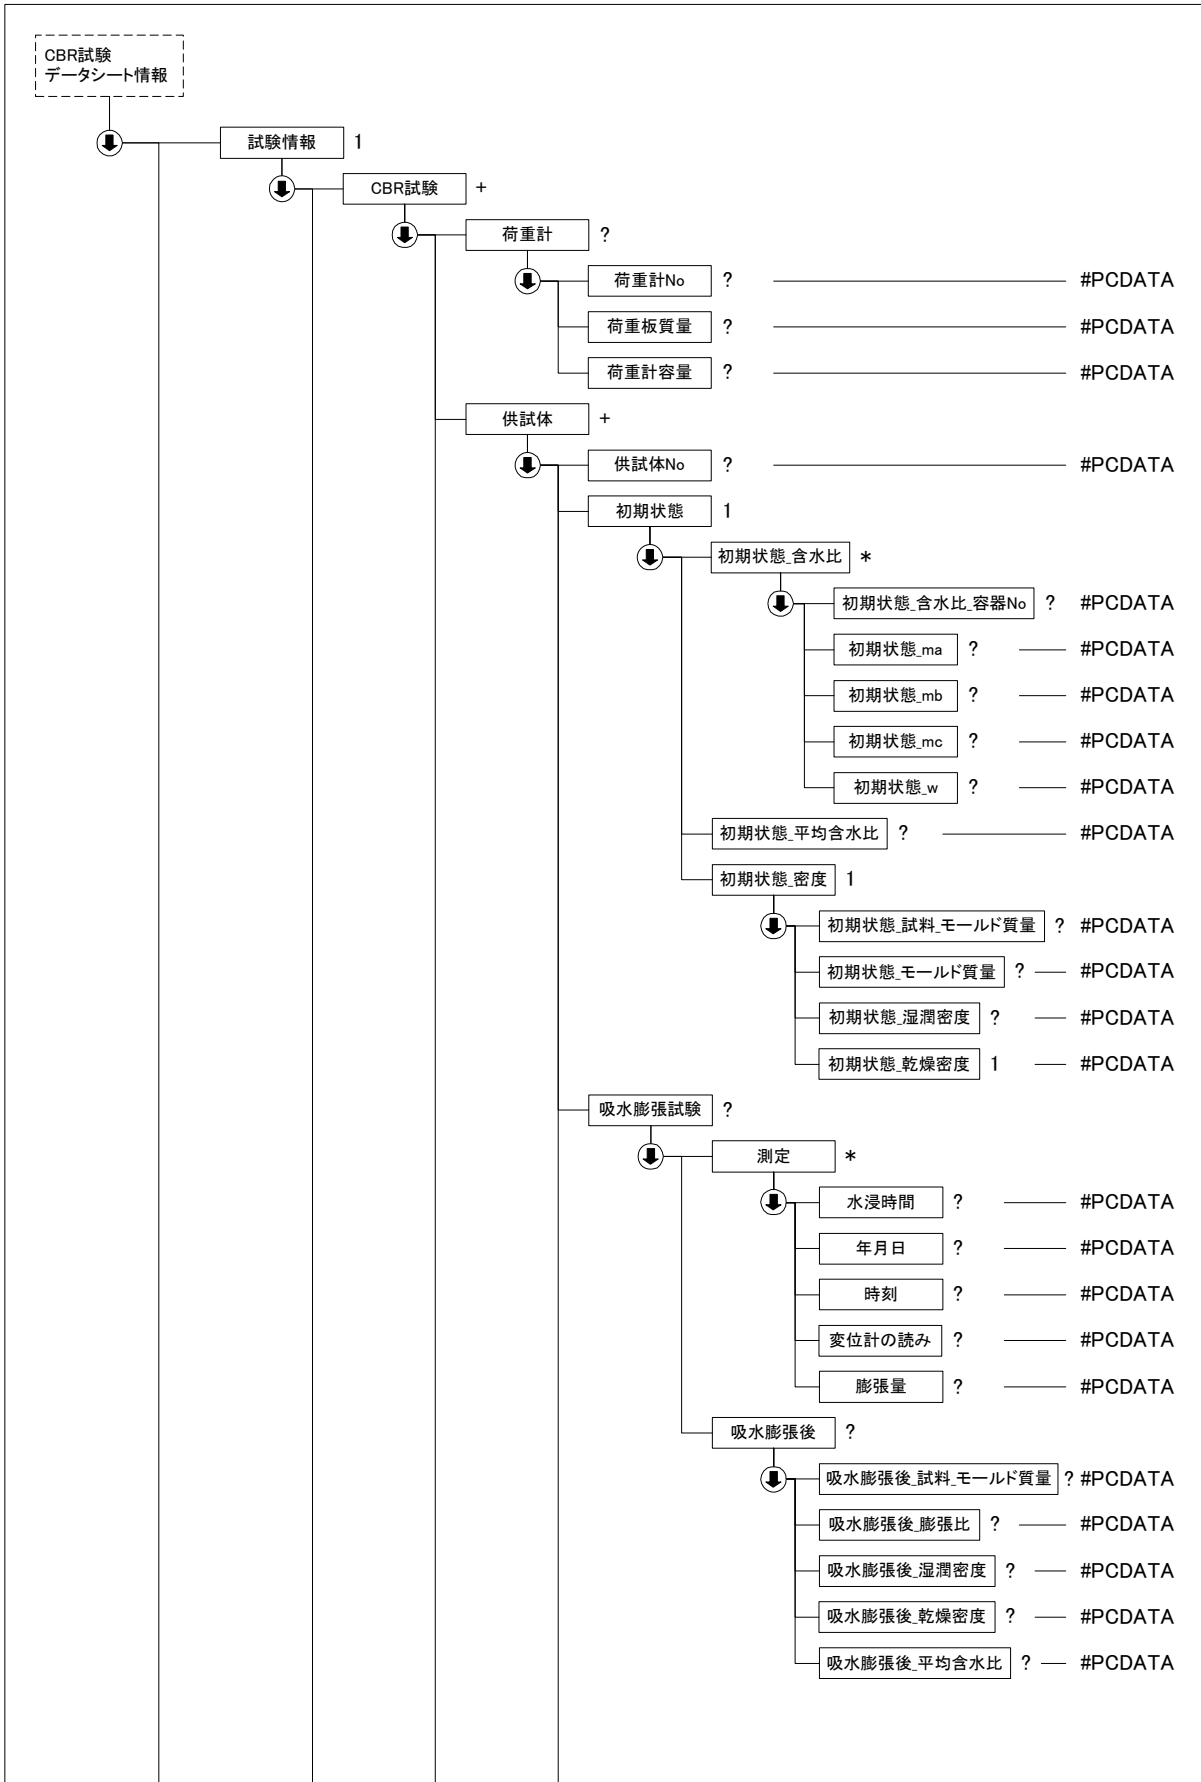 CBR試験
データシート情報
試験情報 1
CBR試験 +
荷重計 ?
荷重計No ? #PCDATA
荷重板質量 ? #PCDATA
荷重計容量 ? #PCDATA
供試体 +
供試体No ? #PCDATA
初期状態 1
初期状態_含水比 *
初期状態_含水比_容器No ? #PCDATA
初期状態_ma ? #PCDATA
初期状態_mb ? #PCDATA
初期状態_mc ? #PCDATA
初期状態_w ? #PCDATA
初期状態_平均含水比 ? #PCDATA
初期状態_密度 1
初期状態_試料_モールド質量 ? #PCDATA
初期状態_モールド質量 ? #PCDATA
初期状態_湿潤密度 ? #PCDATA
初期状態_乾燥密度 1 #PCDATA
吸水膨張試験 ?
測定 *
水浸時間 ? #PCDATA
年月日 ? #PCDATA
時刻 ? #PCDATA
変位計の読み ? #PCDATA
膨張量 ? #PCDATA
吸水膨張後 ?
吸水膨張後_試料_モールド質量 ? #PCDATA
吸水膨張後_膨張比 ? #PCDATA
吸水膨張後_湿潤密度 ? #PCDATA
吸水膨張後_乾燥密度 ? #PCDATA
吸水膨張後_平均含水比 ? #PCDATA